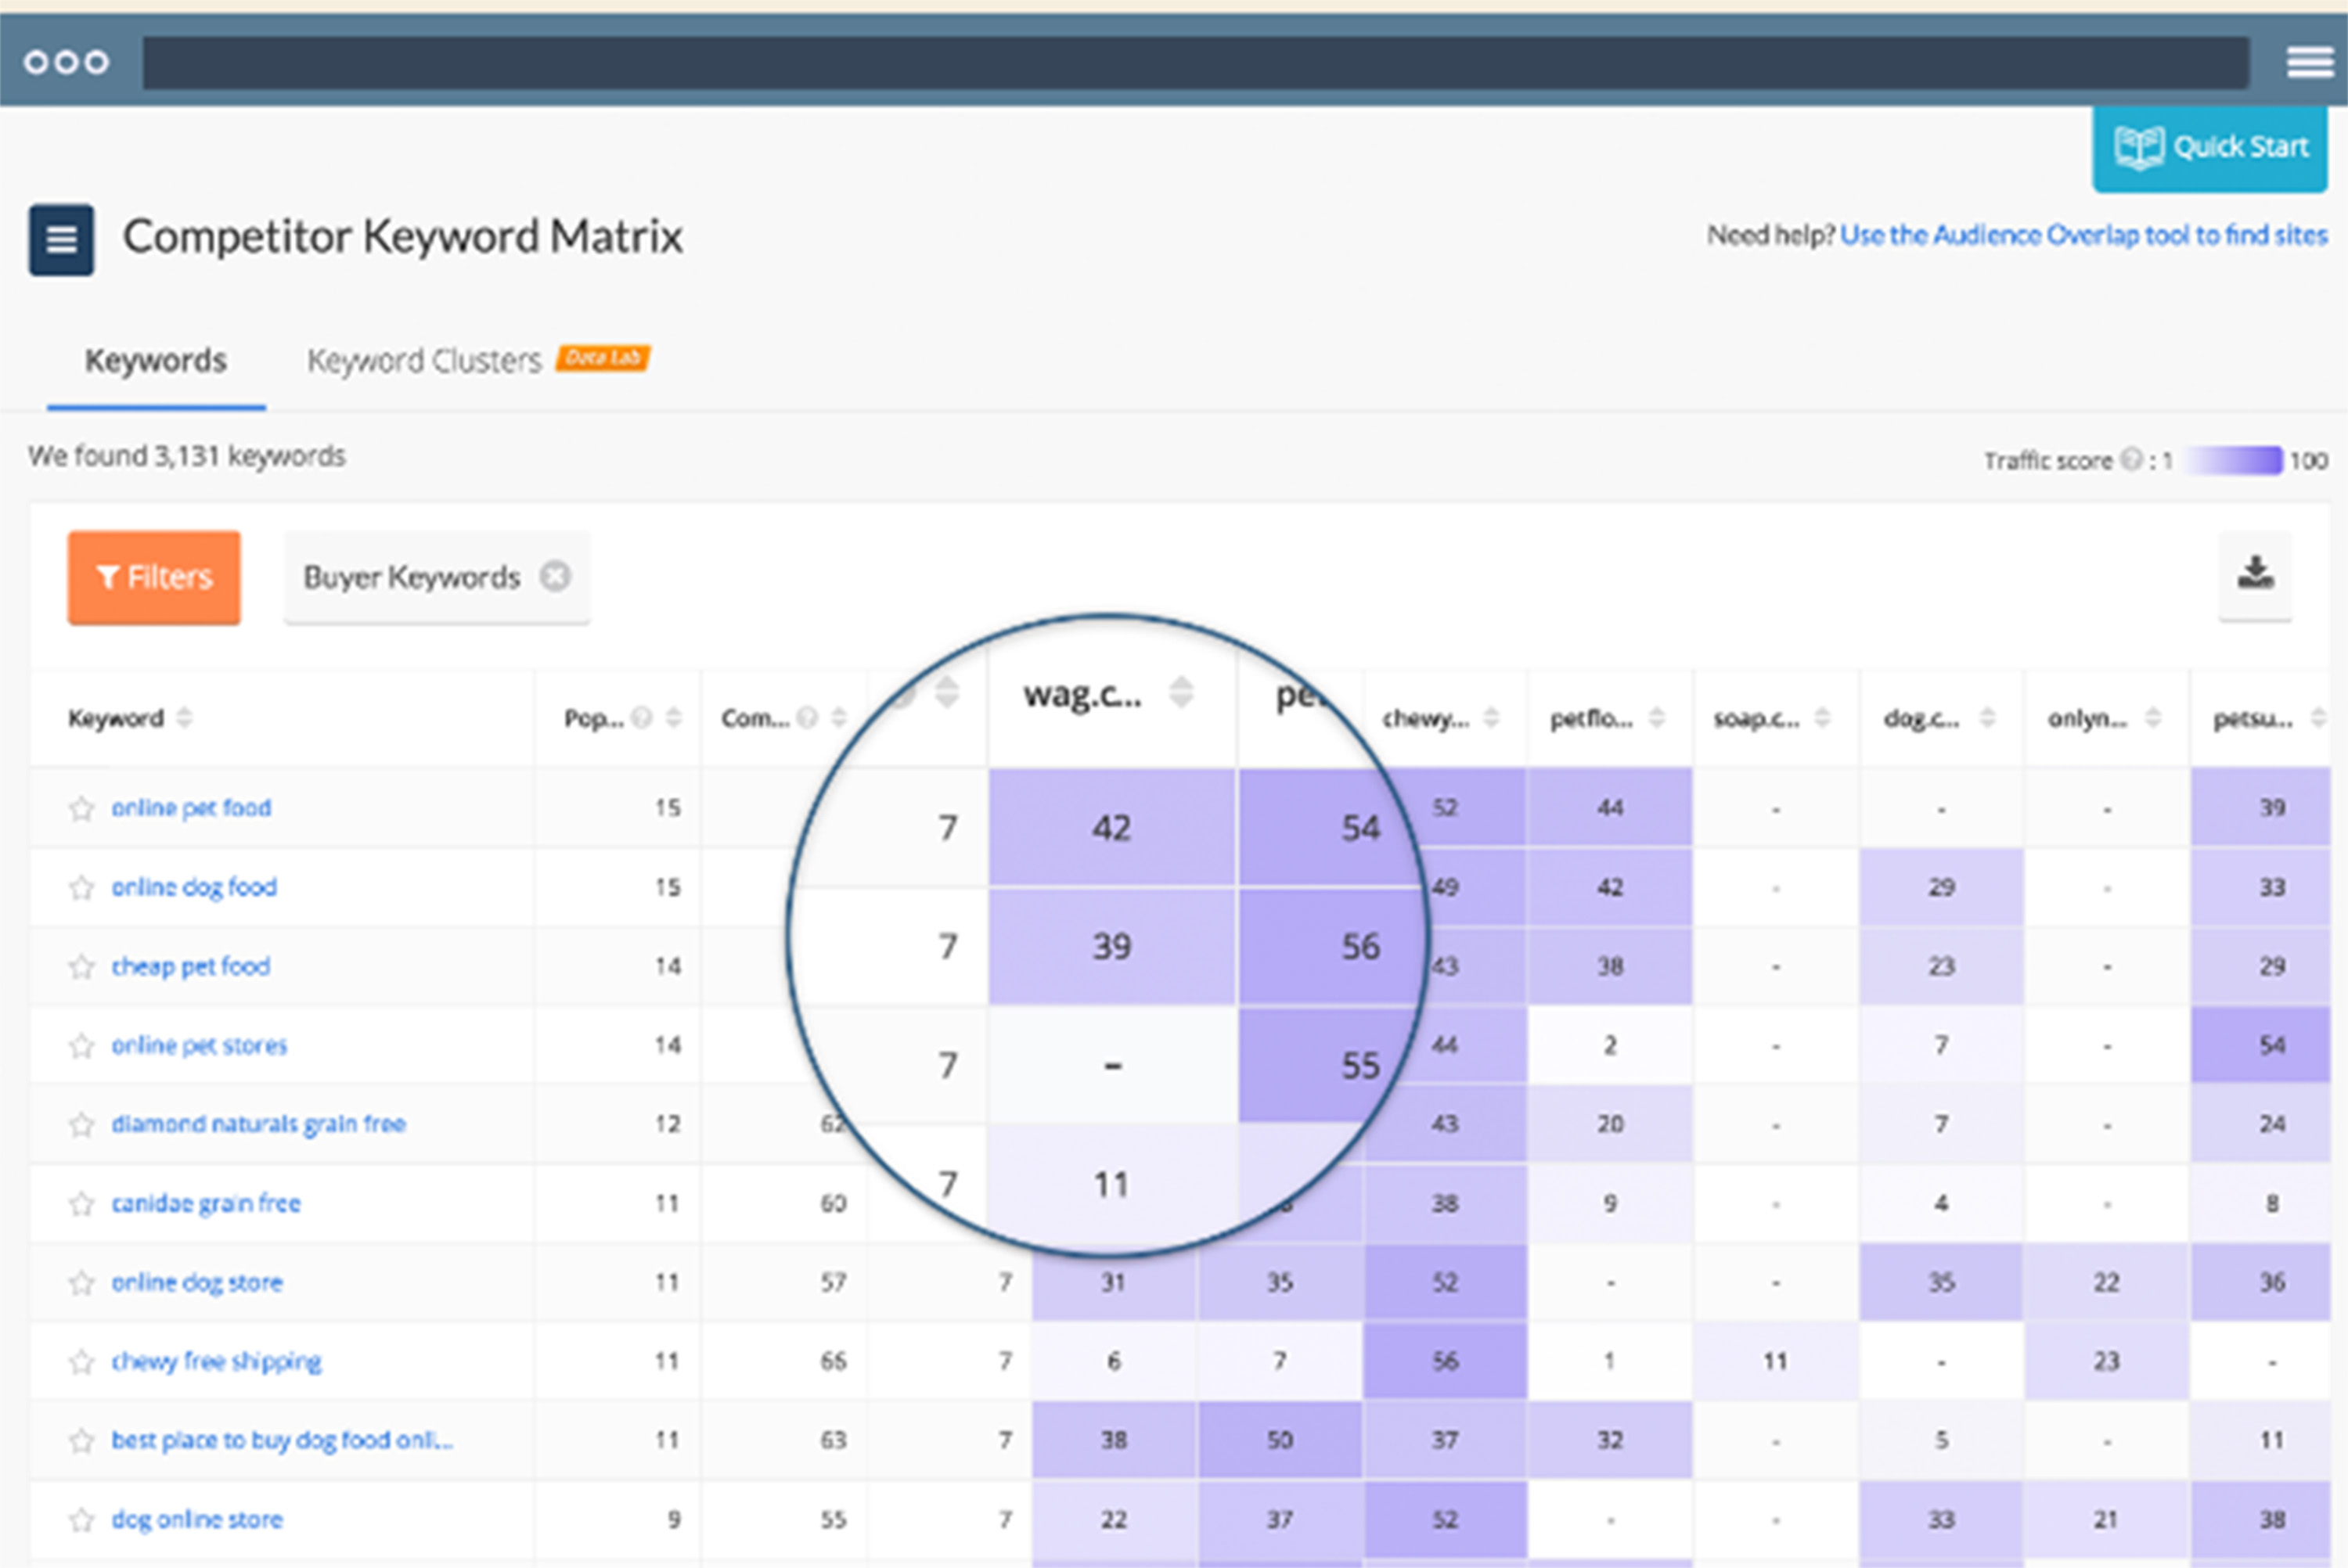 Quick Start
Competitor Keyword Matrix
Need help? Use the Audience Overlap tool to find sites
Keywords Keyword Clusters Data Lab
We found 3,131 keywords
Traffic score ? : 1 100
Filters Buyer Keywords
Keyword Pop... ? Com... ? wag.c... pe chewy... petflo... soap.c... dog.c... onlyn... petsu...
online pet food 15 7 42 54 52 44 - - - 39
online dog food 15 7 39 56 49 42 - 29 - 33
cheap pet food 14 7 - 55 43 38 - 23 - 29
online pet stores 14 44 2 - 7 - 54
diamond naturals grain free 12 62 7 11 43 20 - 7 - 24
canidae grain free 11 60 38 9 - 4 - 8
online dog store 11 57 7 31 35 52 - - 35 22 36
chewy free shipping 11 66 7 6 7 56 1 11 - 23 -
best place to buy dog food onli... 11 63 7 38 50 37 32 - 5 - 11
dog online store 9 55 7 22 37 52 - - 33 21 38